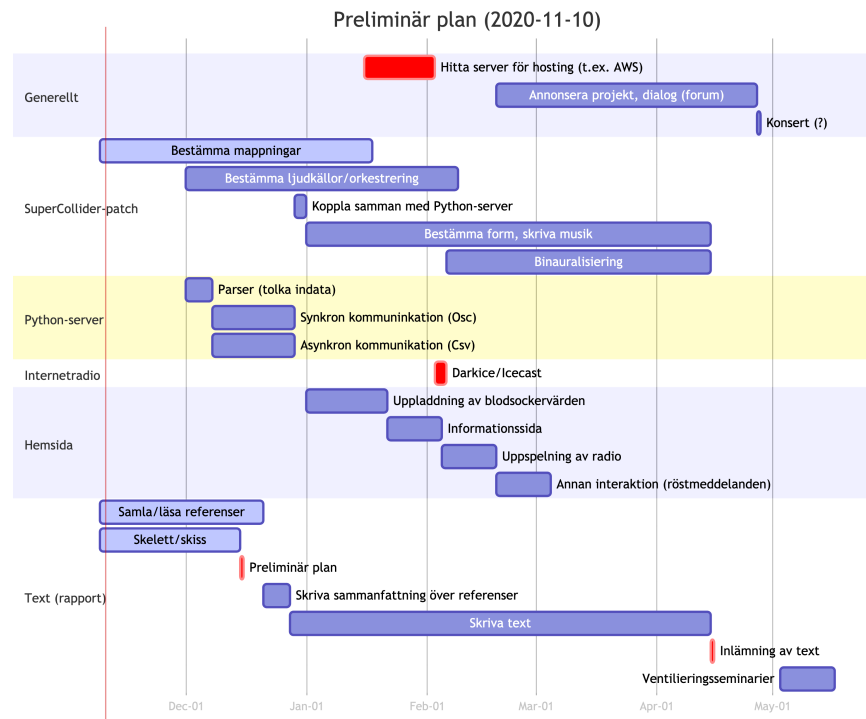 Preliminär plan (2020-11-10)
Generellt
Hitta server för hosting (t.ex. AWS)
Annonsera projekt, dialog (forum)
Konsert (?)
SuperCollider-patch
Bestämma mappningar
Bestämma ljudkällor/orkestrering
Koppla samman med Python-server
Bestämma form, skriva musik
Binauralisiering
Python-server
Parser (tolka indata)
Synkron kommuninkation (Osc)
Asynkron kommunikation (Csv)
Internetradio
Darkice/Icecast
Hemsida
Uppladdning av blodsockervärden
Informationssida
Uppspelning av radio
Annan interaktion (röstmeddelanden)
Text (rapport)
Samla/läsa referenser
Skelett/skiss
Preliminär plan
Skriva sammanfattning över referenser
Skriva text
Inlämning av text
Ventilieringsseminarier
Dec-01 Jan-01 Feb-01 Mar-01 Apr-01 May-01